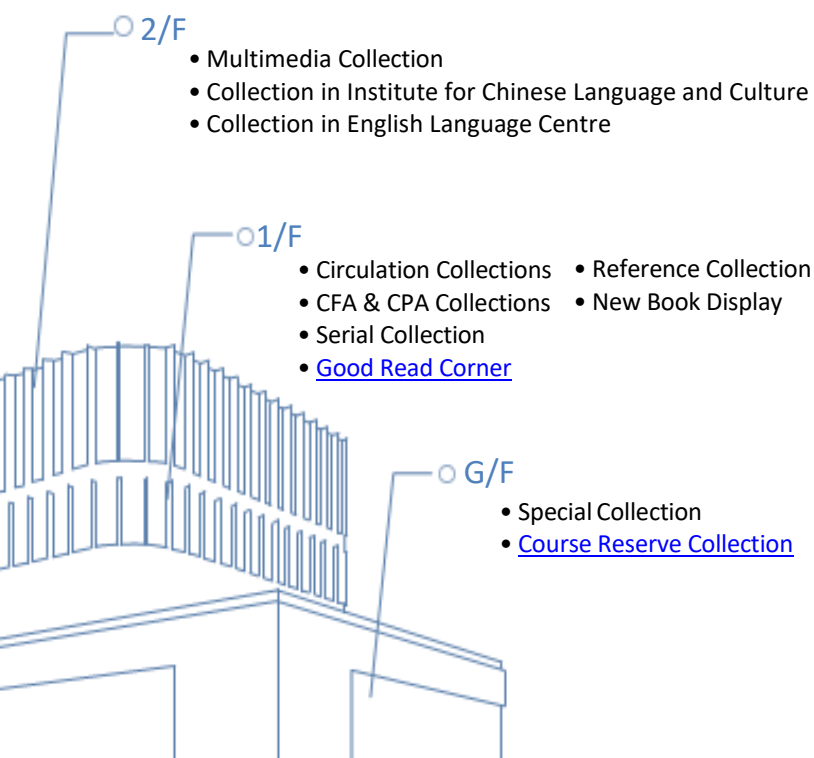 2/F
• Multimedia Collection
• Collection in Institute for Chinese Language and Culture
• Collection in English Language Centre
1/F
• Circulation Collections • Reference Collection
• CFA & CPA Collections • New Book Display
• Serial Collection
• Good Read Corner
G/F
• Special Collection
• Course Reserve Collection